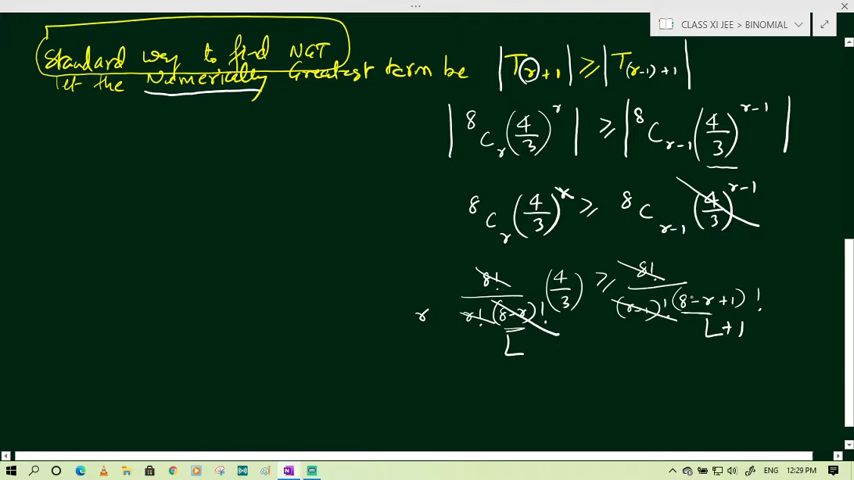 CLASS XI JEE > BINOMIAL
Standard way to find NGT
let the Numerically Greatest term be |T r+1| ≥ |T (r-1)+1|
|⁸C_r (4/3)^r| ≥ |⁸C_{r-1} (4/3)^{r-1}|
⁸C_r (4/3)^r ≥ ⁸C_{r-1} (4/3)^{r-1}
8!/(r!(8-r)!) (4/3) ≥ 8!/((r-1)!(8-r+1)!)
r
L
L+1
ENG 12:29 PM